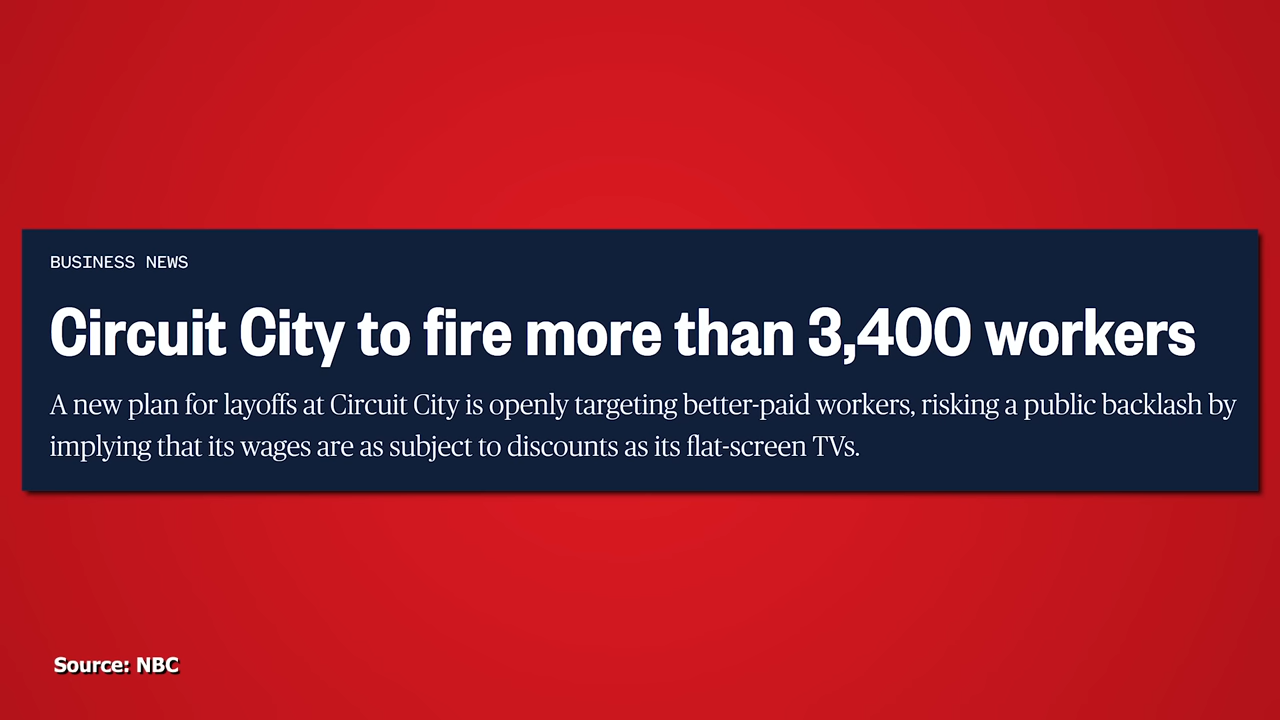 BUSINESS NEWS
Circuit City to fire more than 3,400 workers
A new plan for layoffs at Circuit City is openly targeting better-paid workers, risking a public backlash by
implying that its wages are as subject to discounts as its flat-screen TVs.
Source: NBC